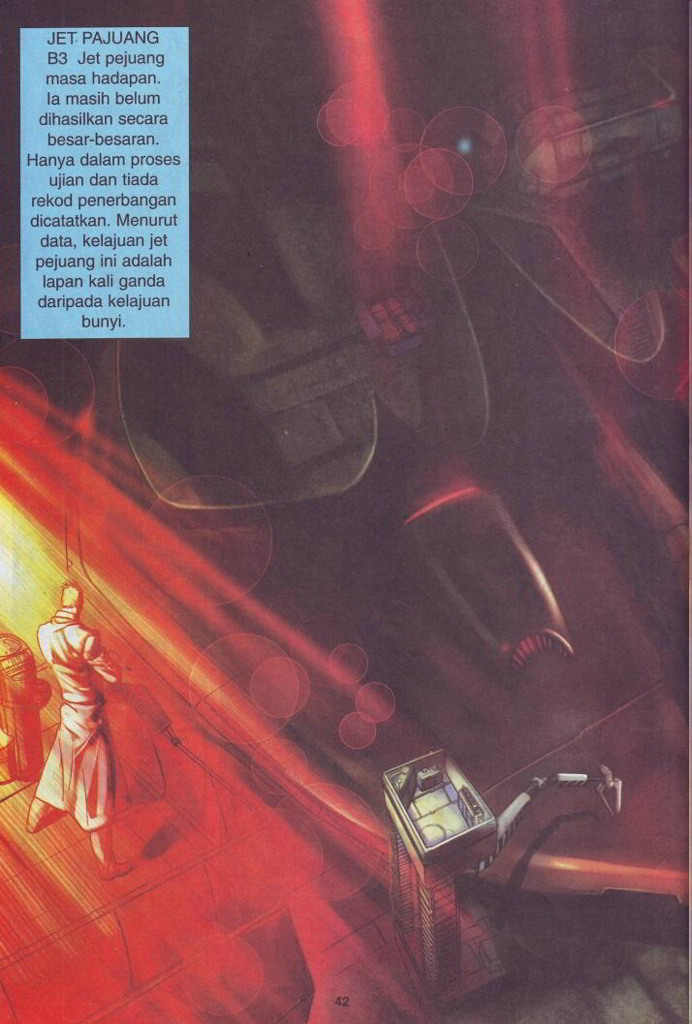 JET PAJUANG
B3 Jet pejuang
masa hadapan.
Ia masih belum
dihasilkan secara
besar-besaran.
Hanya dalam proses
ujian dan tiada
rekod penerbangan
dicatatkan. Menurut
data, kelajuan jet
pejuang ini adalah
lapan kali ganda
daripada kelajuan
bunyi.
42